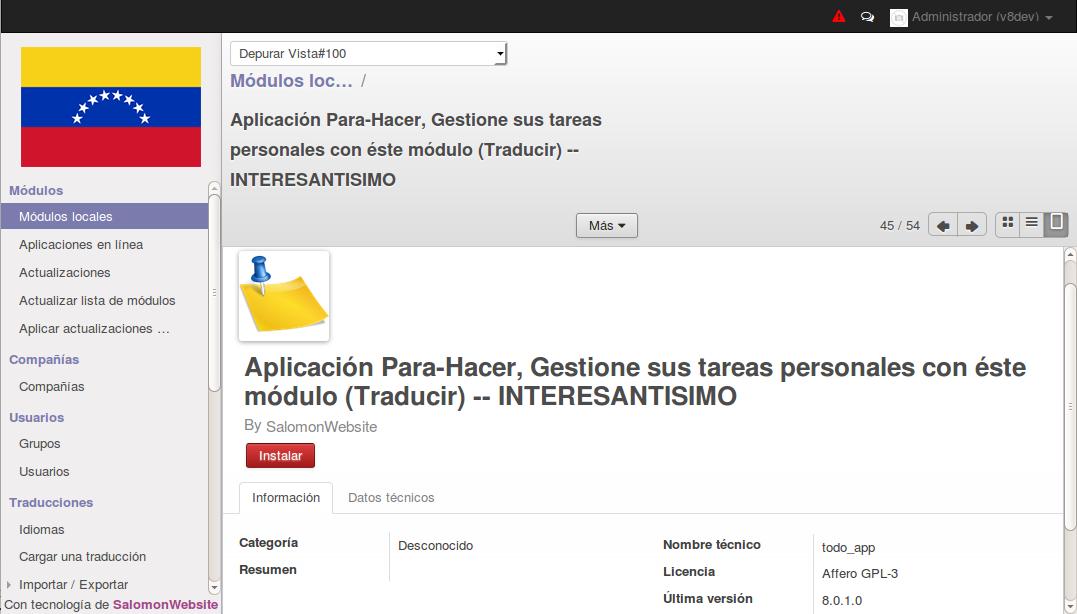 Administrador (v8dev)
Depurar Vista#100
Módulos loc... /
Aplicación Para-Hacer, Gestione sus tareas
personales con éste módulo (Traducir) --
INTERESANTISIMO
Más
45 / 54
Módulos
Módulos locales
Aplicaciones en línea
Actualizaciones
Actualizar lista de módulos
Aplicar actualizaciones ...
Compañías
Compañías
Usuarios
Grupos
Usuarios
Traducciones
Idiomas
Cargar una traducción
Importar / Exportar
Con tecnología de SalomonWebsite
Aplicación Para-Hacer, Gestione sus tareas personales con éste
módulo (Traducir) -- INTERESANTISIMO
By SalomonWebsite
Instalar
Información Datos técnicos
Categoría Desconocido
Resumen
Nombre técnico todo_app
Licencia Affero GPL-3
Última versión 8.0.1.0